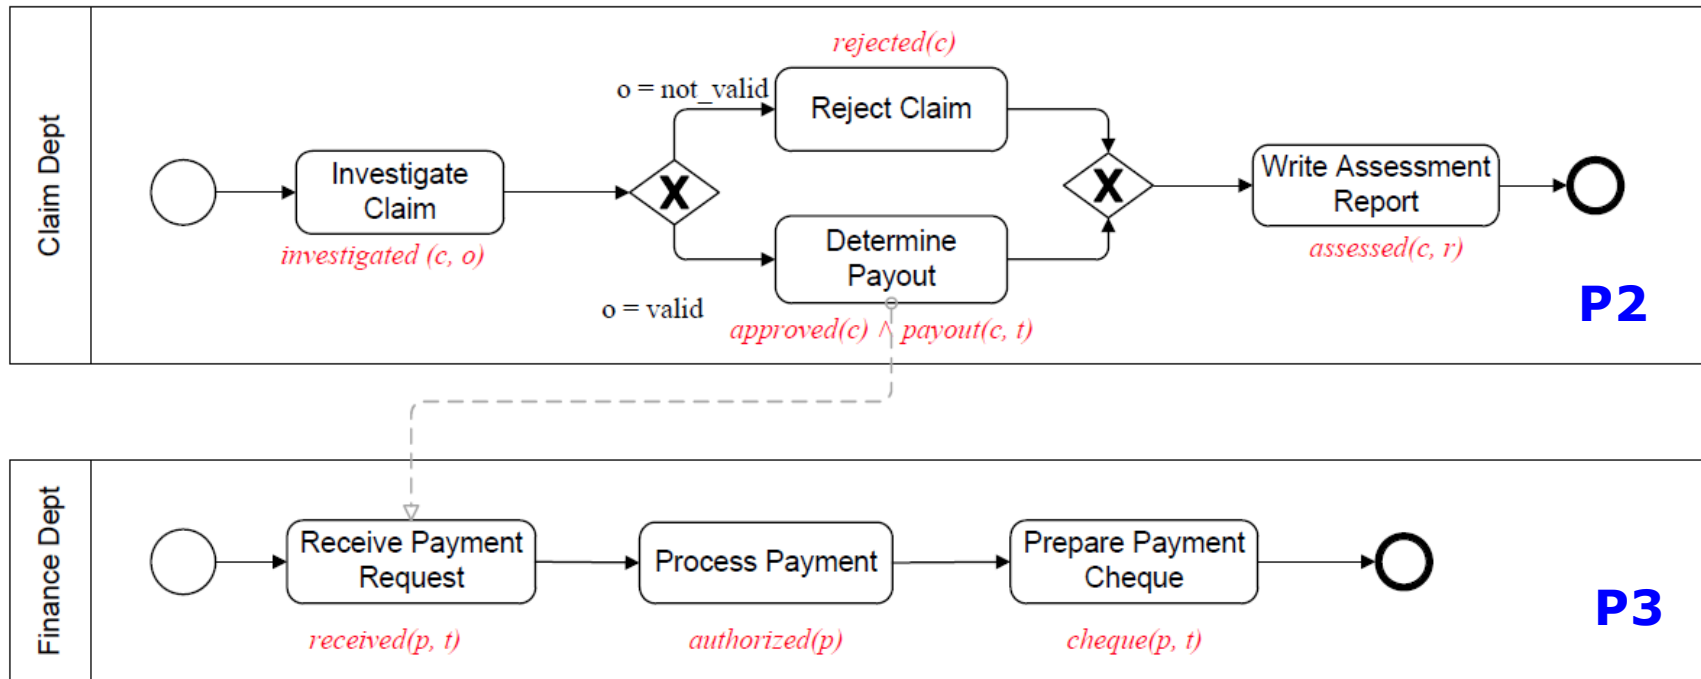 Claim Dept
rejected(c)
o = not_valid
Reject Claim
Investigate
Claim
investigated (c, o)
X
X
Write Assessment
Report
assessed(c, r)
Determine
Payout
o = valid
approved(c) ∧ payout(c, t)
P2
Finance Dept
Receive Payment
Request
received(p, t)
Process Payment
authorized(p)
Prepare Payment
Cheque
cheque(p, t)
P3